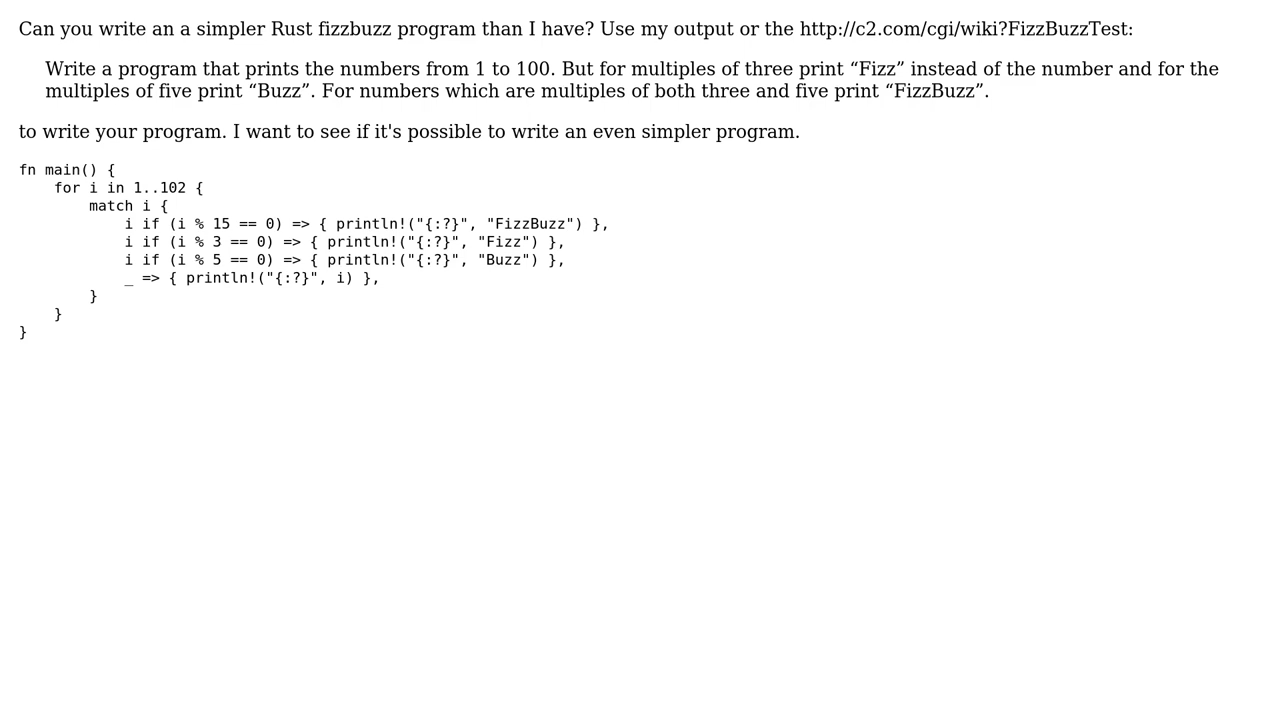 Can you write an a simpler Rust fizzbuzz program than I have? Use my output or the http://c2.com/cgi/wiki?FizzBuzzTest:
Write a program that prints the numbers from 1 to 100. But for multiples of three print “Fizz” instead of the number and for the
multiples of five print “Buzz”. For numbers which are multiples of both three and five print “FizzBuzz”.
to write your program. I want to see if it's possible to write an even simpler program.
fn main() {
    for i in 1..102 {
        match i {
            i if (i % 15 == 0) => { println!("{:?}", "FizzBuzz") },
            i if (i % 3 == 0) => { println!("{:?}", "Fizz") },
            i if (i % 5 == 0) => { println!("{:?}", "Buzz") },
            _ => { println!("{:?}", i) },
        }
    }
}